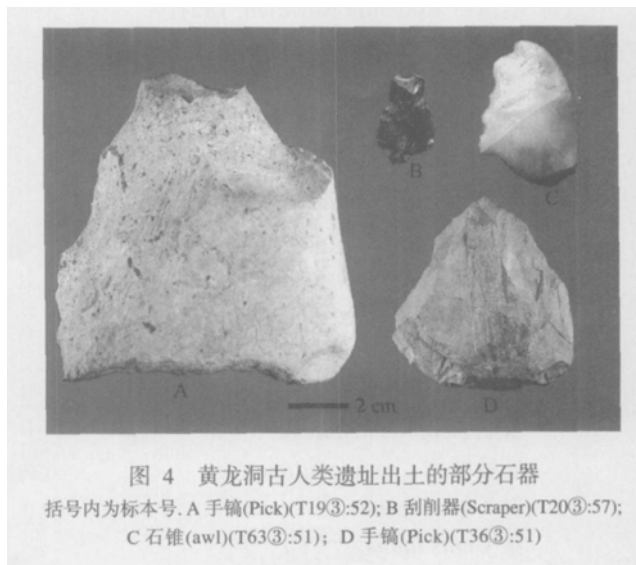 B
C
A
2 cm
D
图 4 黄龙洞古人类遗址出土的部分石器
括号内为标本号. A 手镐(Pick)(T19③:52); B 刮削器(Scraper)(T20③:57);
C 石锥(awl)(T63③:51); D 手镐(Pick)(T36③:51)